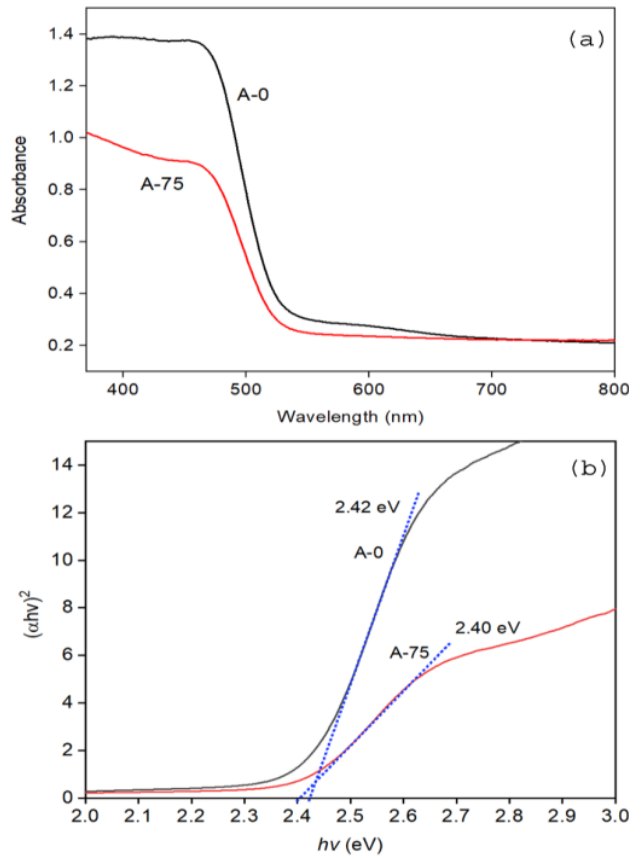 (a)
1.4
A-0
1.2
1.0
A-75
0.8
0.6
0.4
0.2
Absorbance
400 500 600 700 800
Wavelength (nm)
(b)
14
12
2.42 eV
A-0
10
8
2.40 eV
A-75
6
4
2
0
(αhv)²
2.0 2.1 2.2 2.3 2.4 2.5 2.6 2.7 2.8 2.9 3.0
hv (eV)